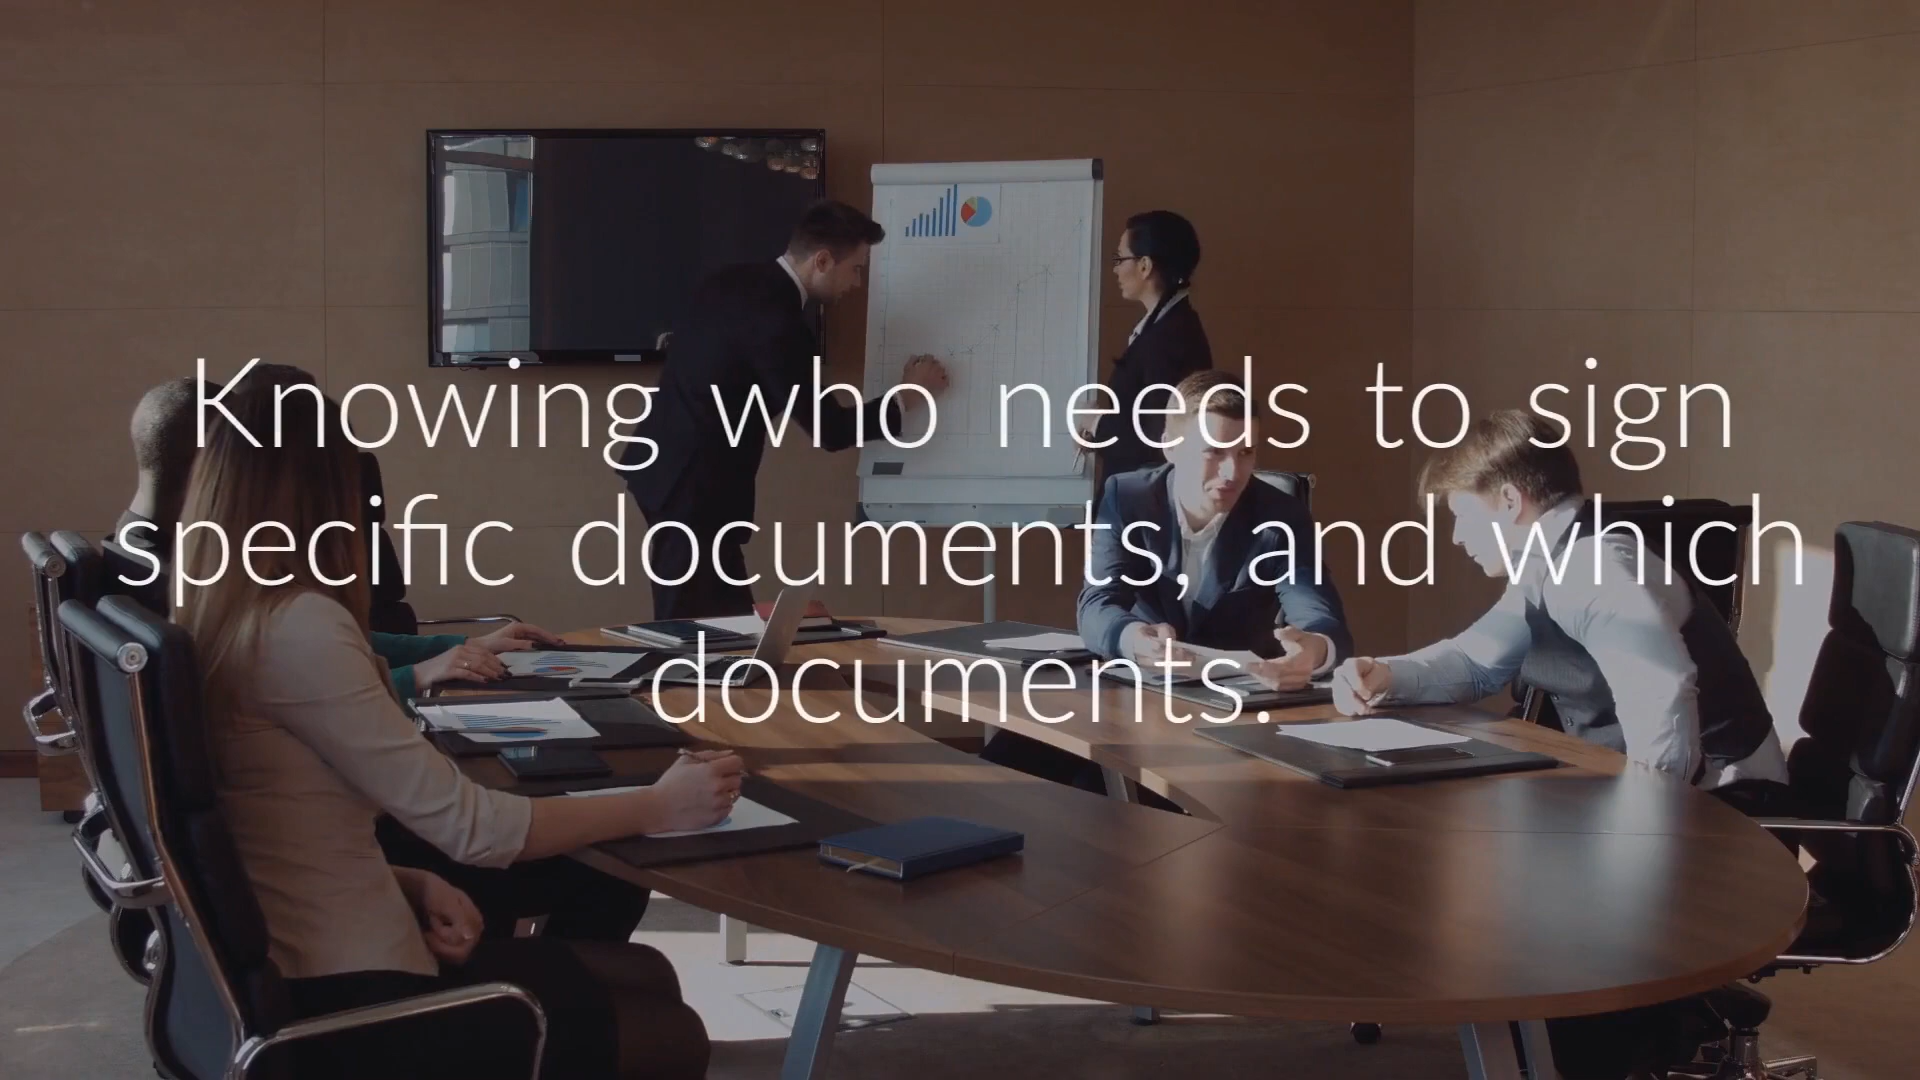 Knowing who needs to sign
specific documents, and which
documents.